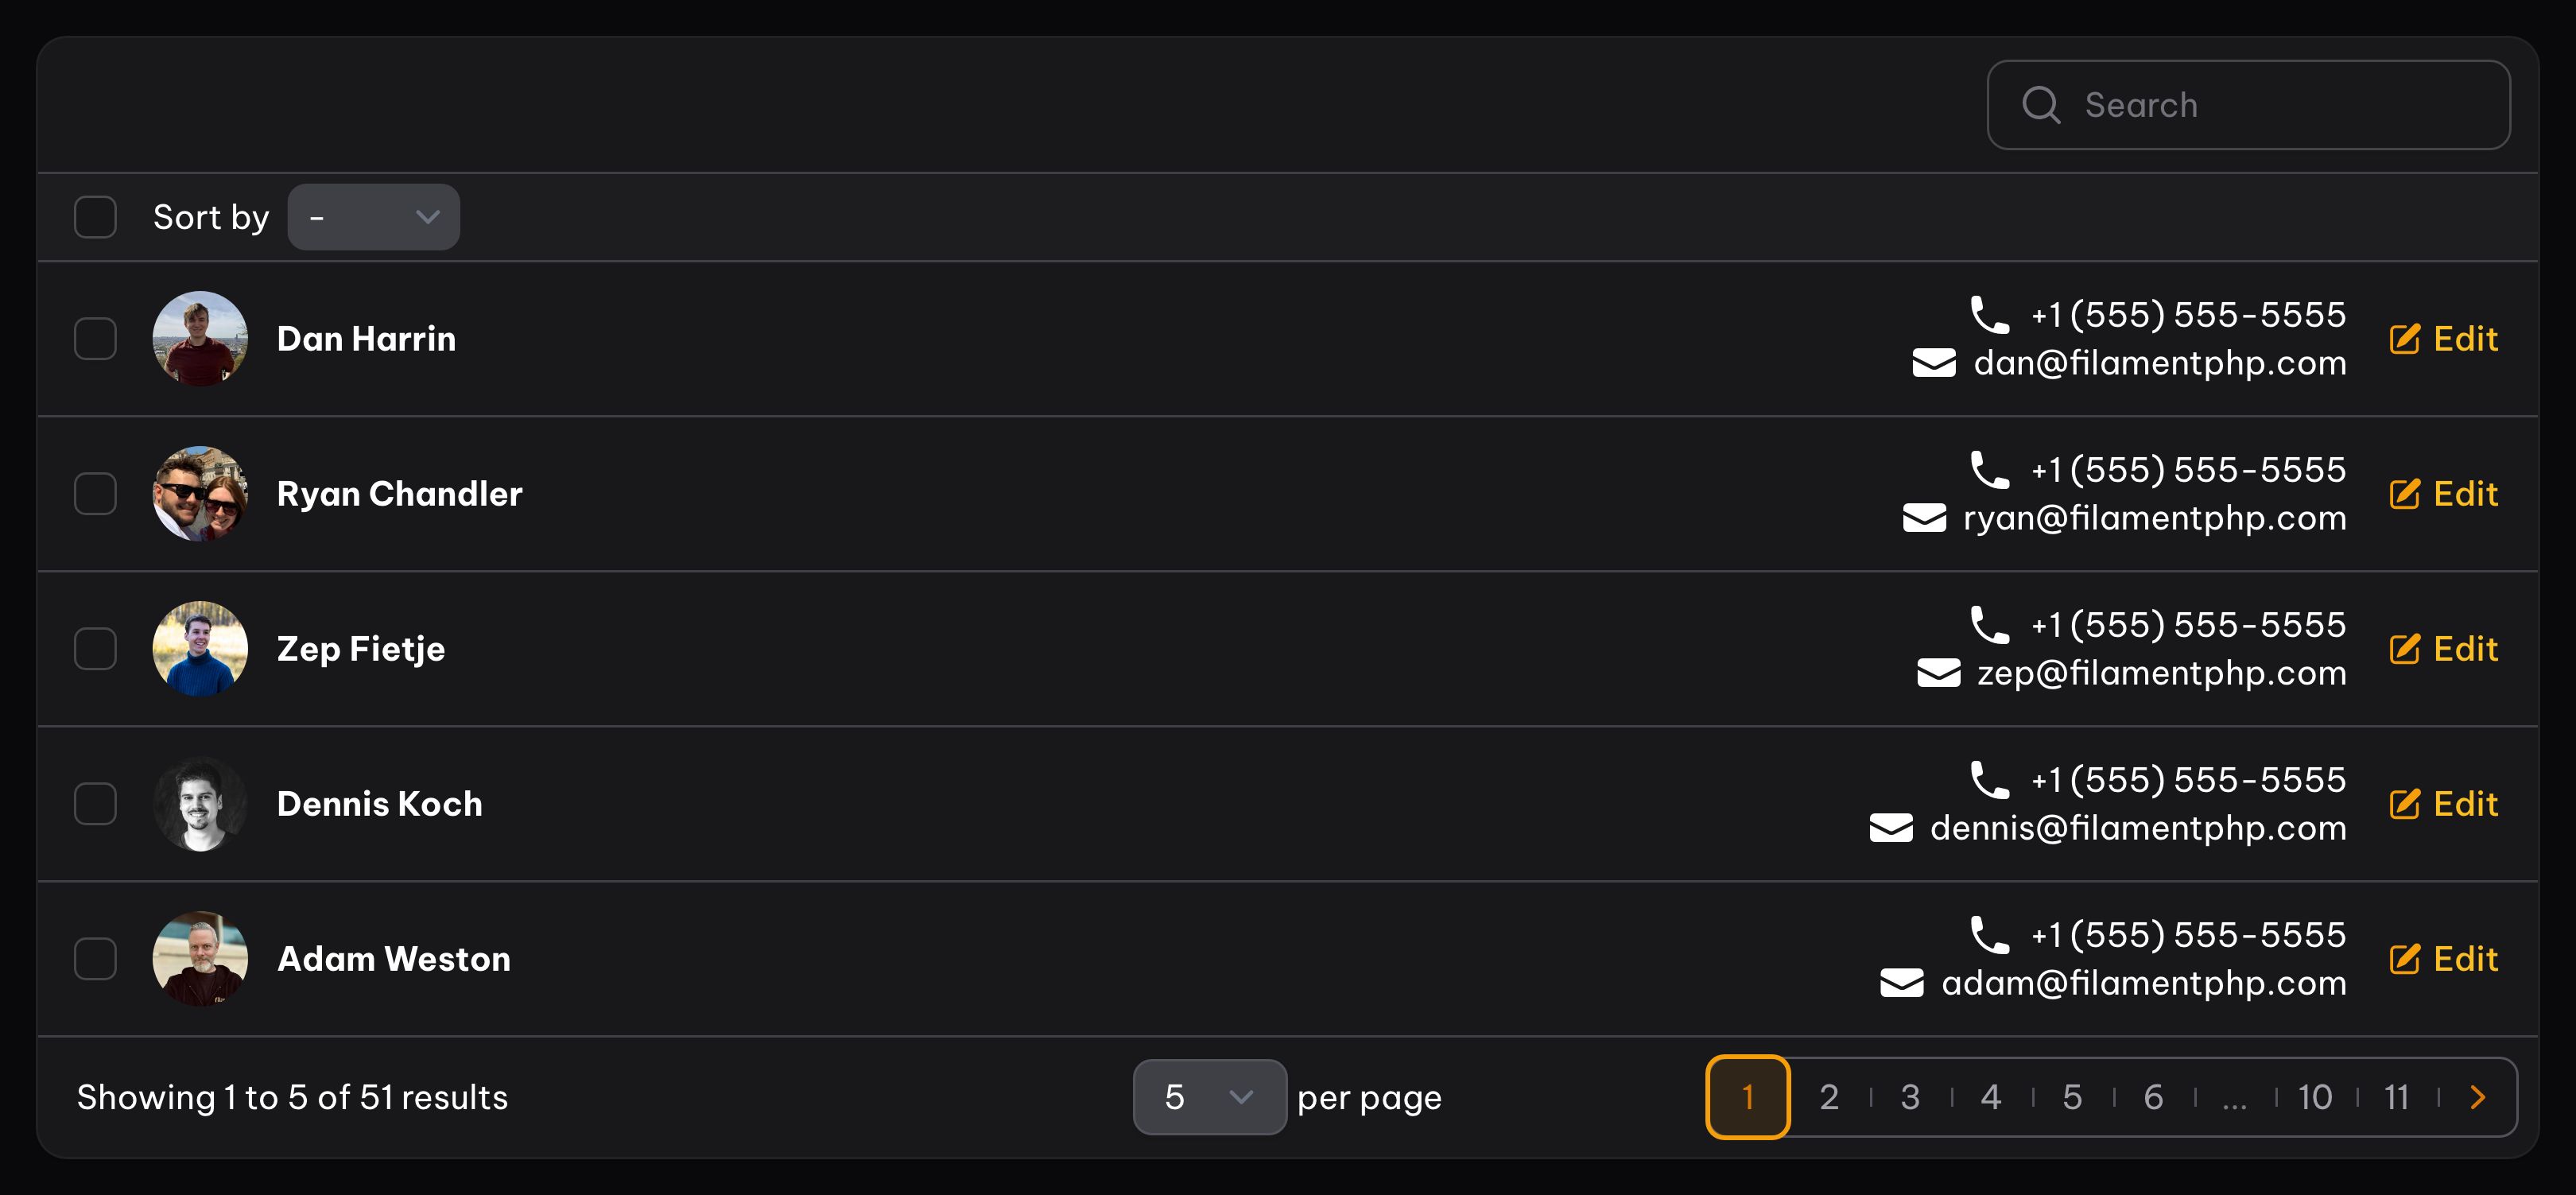 Search
Sort by -
Dan Harrin
+1 (555) 555-5555
dan@filamentphp.com
Edit
Ryan Chandler
+1 (555) 555-5555
ryan@filamentphp.com
Edit
Zep Fietje
+1 (555) 555-5555
zep@filamentphp.com
Edit
Dennis Koch
+1 (555) 555-5555
dennis@filamentphp.com
Edit
Adam Weston
+1 (555) 555-5555
adam@filamentphp.com
Edit
Showing 1 to 5 of 51 results
5 per page
1 2 3 4 5 6 ... 10 11